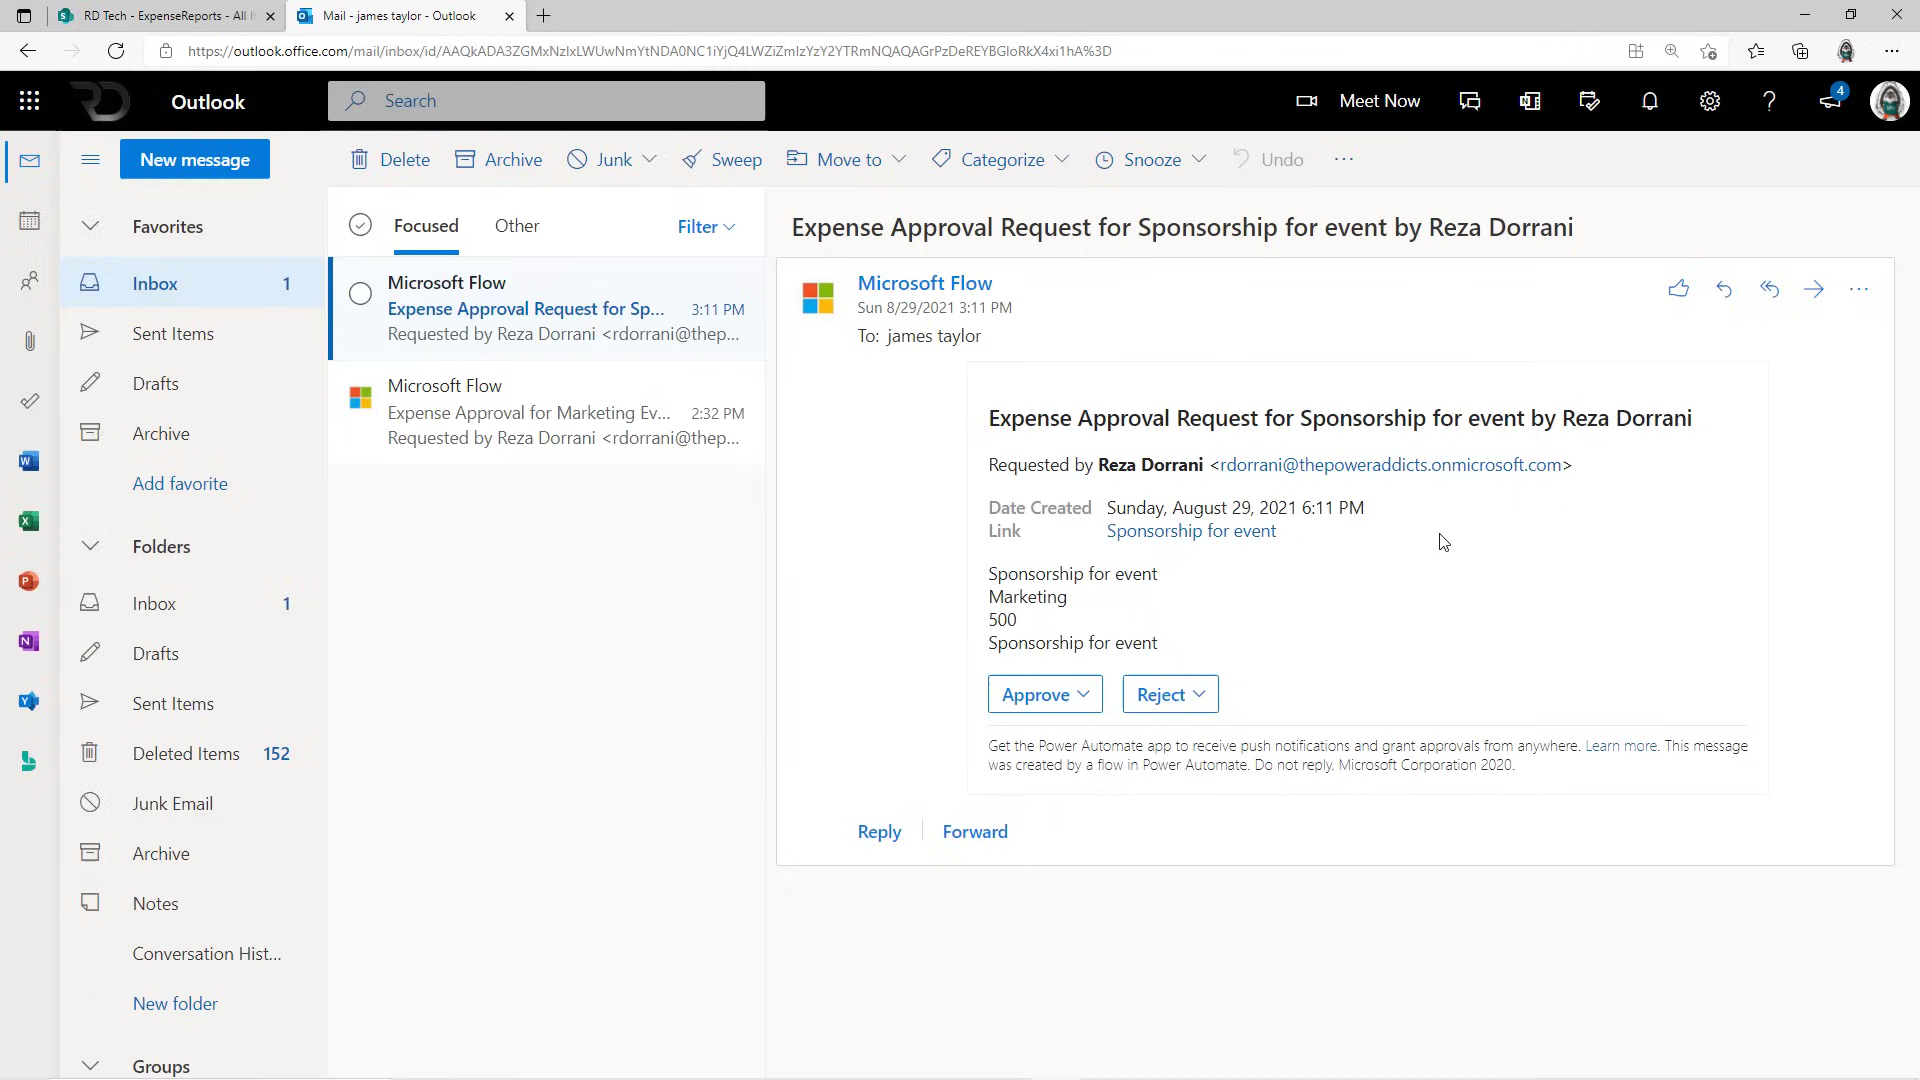 RD Tech - ExpenseReports - All I
Mail - james taylor - Outlook
https://outlook.office.com/mail/inbox/id/
RD
Outlook
Search
Meet Now
4
New message
Delete
Archive
Junk
Sweep
Move to
Categorize
Snooze
Undo
Favorites
Inbox 1
Sent Items
Drafts
Archive
Add favorite
Folders
Inbox 1
Drafts
Sent Items
Deleted Items 152
Junk Email
Archive
Notes
Conversation Hist...
New folder
Groups
Focused
Other
Filter
Microsoft Flow
Expense Approval Request for Sp... 3:11 PM
Requested by Reza Dorrani <rdorrani@thep...
Microsoft Flow
Expense Approval for Marketing Ev... 2:32 PM
Requested by Reza Dorrani <rdorrani@thep...
Expense Approval Request for Sponsorship for event by Reza Dorrani
Microsoft Flow
Sun 8/29/2021 3:11 PM
To: james taylor
Expense Approval Request for Sponsorship for event by Reza Dorrani
Requested by Reza Dorrani <rdorrani@thepoweraddicts.onmicrosoft.com>
Date Created Sunday, August 29, 2021 6:11 PM
Link Sponsorship for event
Sponsorship for event
Marketing
500
Sponsorship for event
Approve
Reject
Get the Power Automate app to receive push notifications and grant approvals from anywhere. Learn more. This message
was created by a flow in Power Automate. Do not reply. Microsoft Corporation 2020.
Reply
Forward